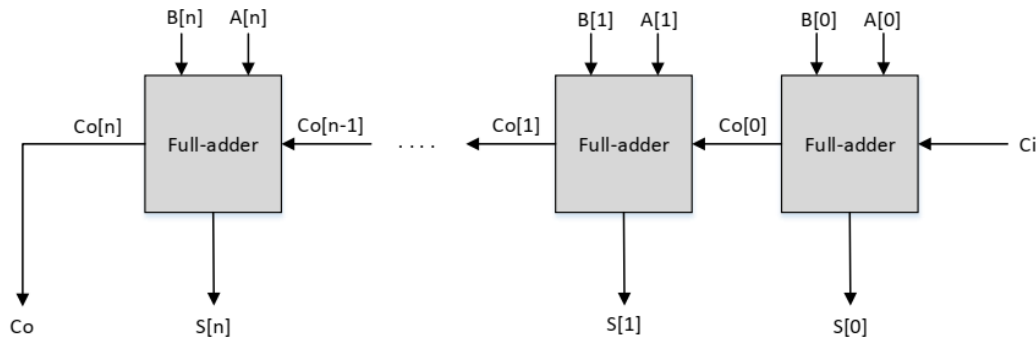 B[n] A[n] B[1] A[1] B[0] A[0]
Co[n] Full-adder Co[n-1] . . . . Co[1] Full-adder Co[0] Full-adder Ci
Co S[n] S[1] S[0]